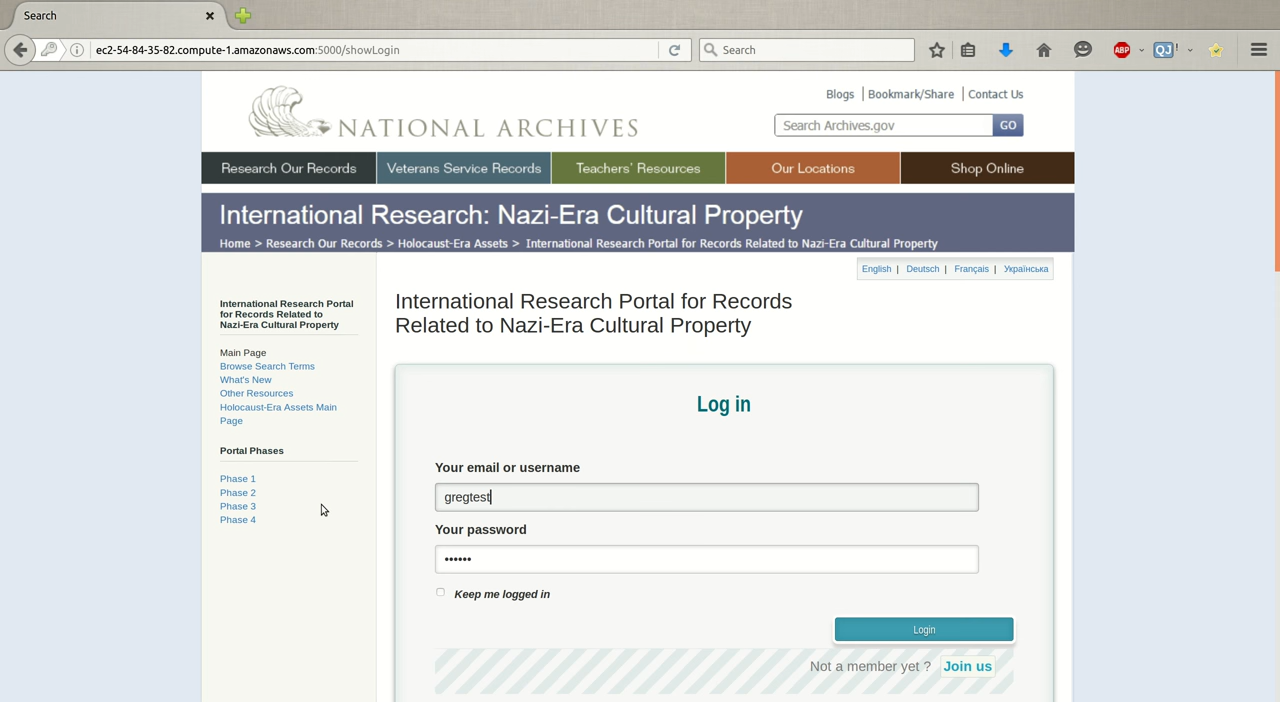 Search
ec2-54-84-35-82.compute-1.amazonaws.com:5000/showLogin
Search
ABP
QJ !
Blogs | Bookmark/Share | Contact Us
NATIONAL ARCHIVES
Search Archives.gov
GO
Research Our Records
Veterans Service Records
Teachers' Resources
Our Locations
Shop Online
International Research: Nazi-Era Cultural Property
Home > Research Our Records > Holocaust-Era Assets > International Research Portal for Records Related to Nazi-Era Cultural Property
English | Deutsch | Français | Українська
International Research Portal
for Records Related to
Nazi-Era Cultural Property
Main Page
Browse Search Terms
What's New
Other Resources
Holocaust-Era Assets Main
Page
Portal Phases
Phase 1
Phase 2
Phase 3
Phase 4
International Research Portal for Records
Related to Nazi-Era Cultural Property
Log in
Your email or username
gregtest
Your password
••••••
Keep me logged in
Login
Not a member yet ? Join us